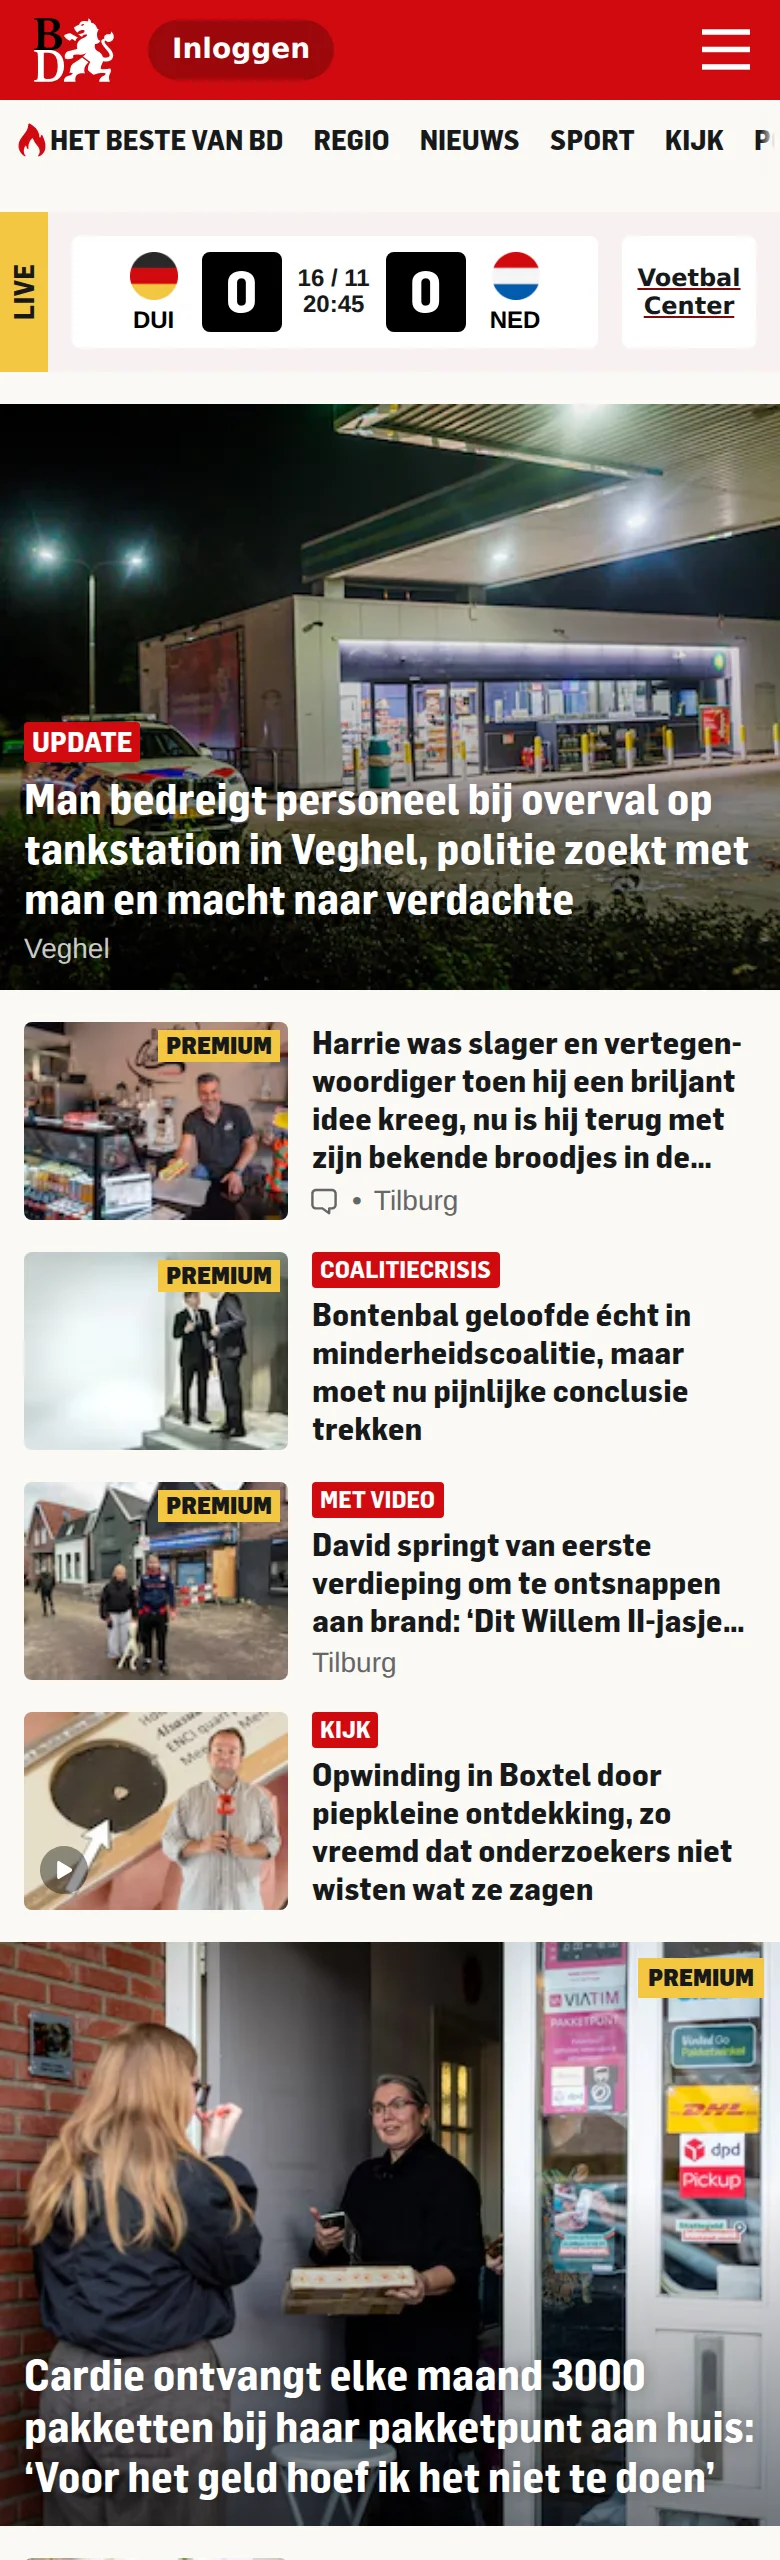 BD
Inloggen
HET BESTE VAN BD REGIO NIEUWS SPORT KIJK
LIVE
DUI
0
16 / 11
20:45
0
NED
Voetbal
Center
UPDATE
Man bedreigt personeel bij overval op
tankstation in Veghel, politie zoekt met
man en macht naar verdachte
Veghel
PREMIUM
Harrie was slager en vertegen-
woordiger toen hij een briljant
idee kreeg, nu is hij terug met
zijn bekende broodjes in de...
• Tilburg
PREMIUM
COALITIECRISIS
Bontenbal geloofde écht in
minderheidscoalitie, maar
moet nu pijnlijke conclusie
trekken
PREMIUM
MET VIDEO
David springt van eerste
verdieping om te ontsnappen
aan brand: ‘Dit Willem II-jasje...
Tilburg
ENCI
KIJK
Opwinding in Boxtel door
piepkleine ontdekking, zo
vreemd dat onderzoekers niet
wisten wat ze zagen
PREMIUM
VIATIM
PAKKETPUNT
Vinted Go
DHL
dpd
Pickup
dpd
Cardie ontvangt elke maand 3000
pakketten bij haar pakketpunt aan huis:
‘Voor het geld hoef ik het niet te doen’